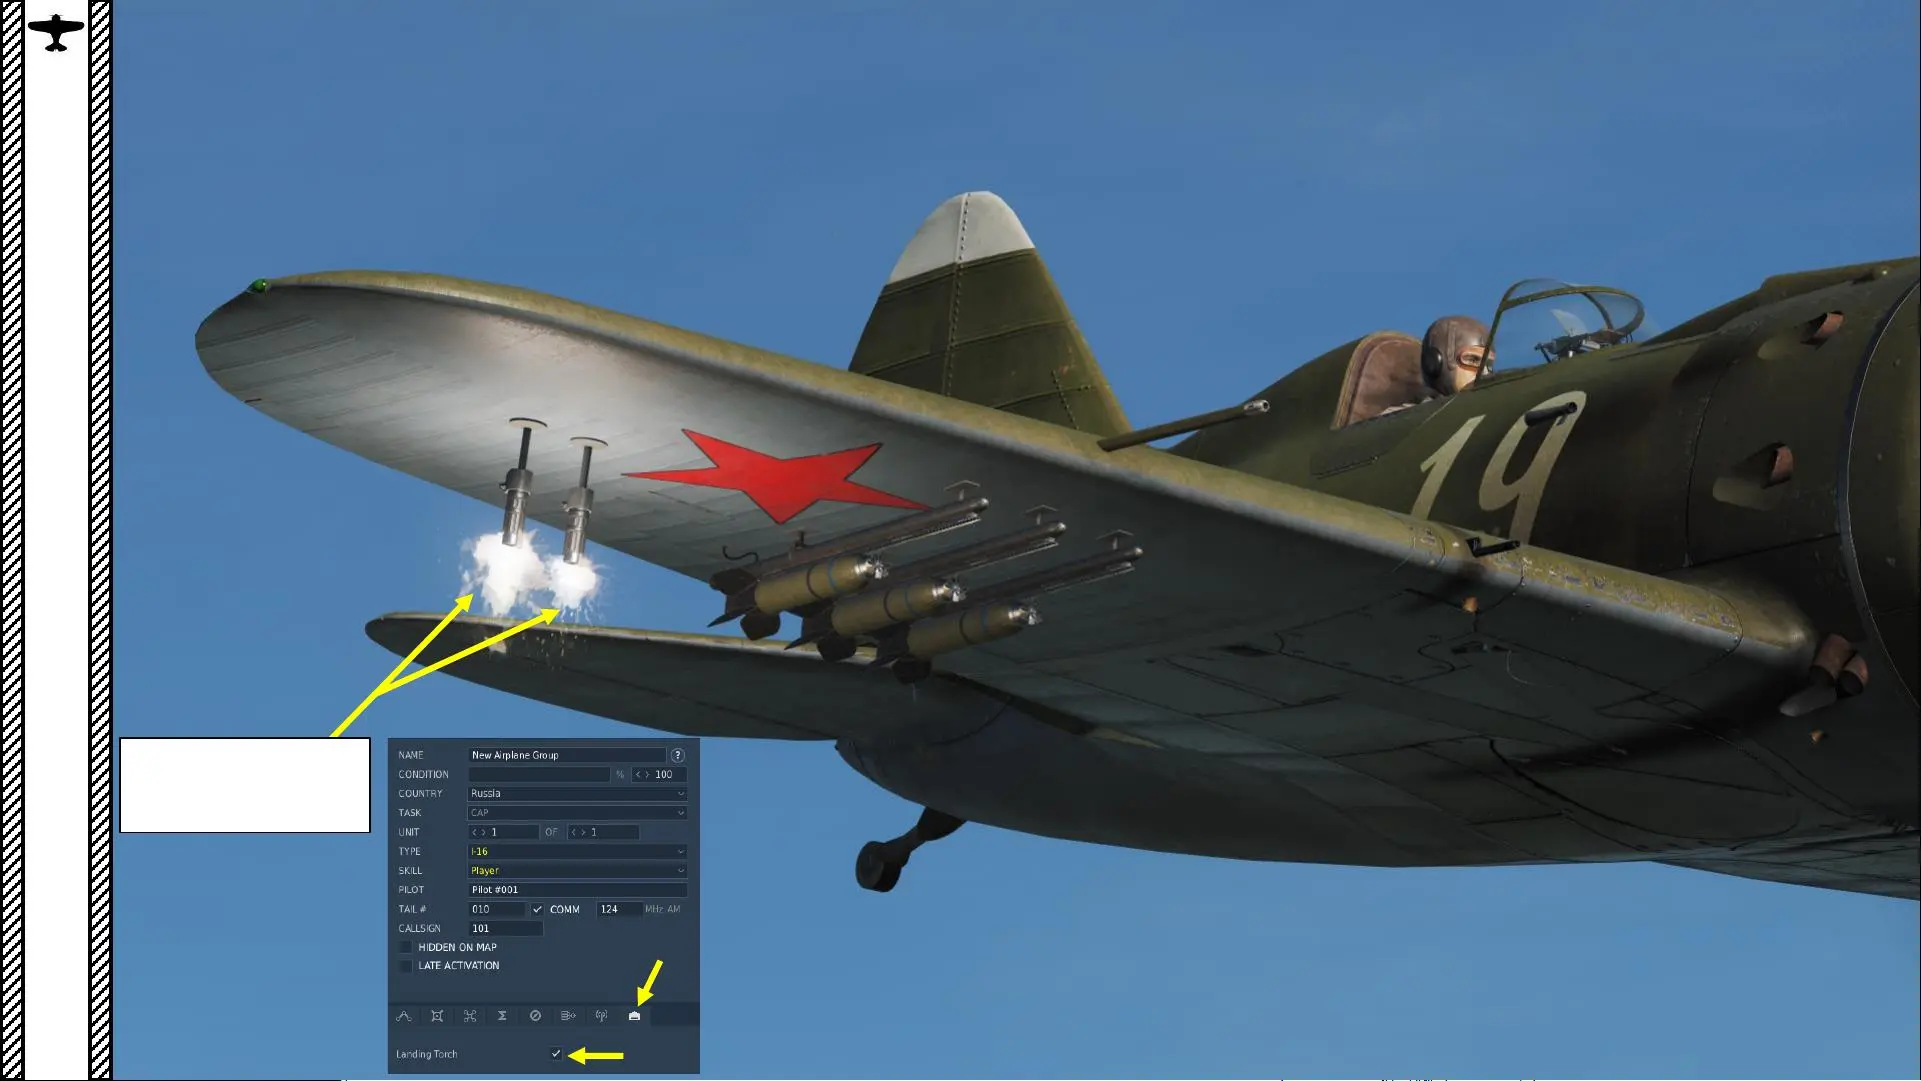 19
NAME New Airplane Group ?
CONDITION % < > 100
COUNTRY Russia
TASK CAP
UNIT < > 1 OF < > 1
TYPE I-16
SKILL Player
PILOT Pilot #001
TAIL # 010 COMM 124 MHz AM
CALLSIGN 101
HIDDEN ON MAP
LATE ACTIVATION
Landing Torch